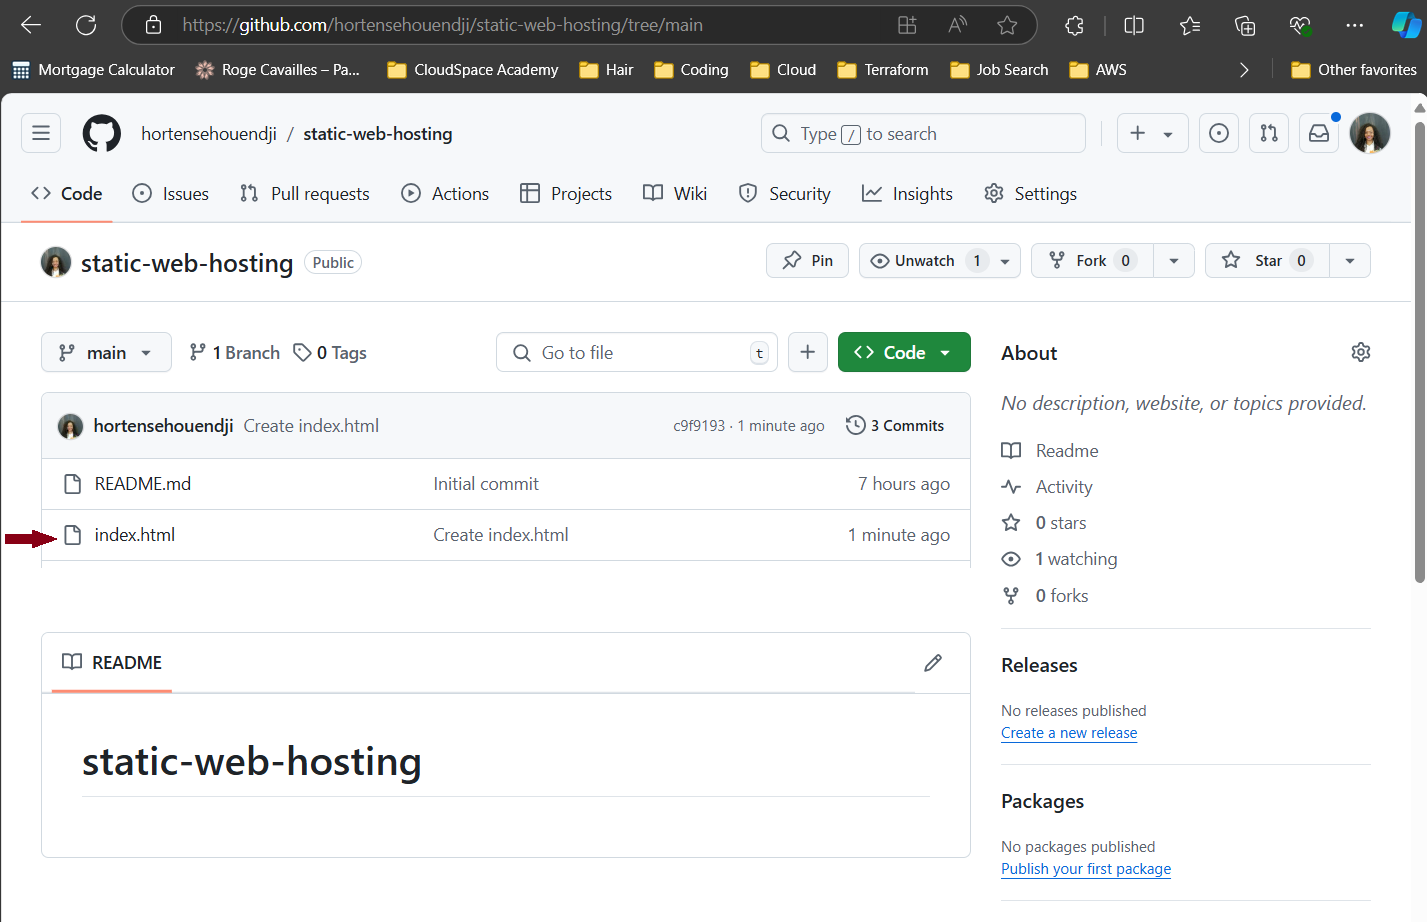 https://github.com/hortensehouendji/static-web-hosting/tree/main
Mortgage Calculator Roge Cavailles – Pa... CloudSpace Academy Hair Coding Cloud Terraform Job Search AWS Other favorites
hortensehouendji / static-web-hosting Type / to search
Code Issues Pull requests Actions Projects Wiki Security Insights Settings
static-web-hosting Public Pin Unwatch 1 Fork 0 Star 0
main 1 Branch 0 Tags Go to file t Code
About
No description, website, or topics provided.
hortensehouendji Create index.html c9f9193 · 1 minute ago 3 Commits
README.md Initial commit 7 hours ago
index.html Create index.html 1 minute ago
Readme
Activity
0 stars
1 watching
0 forks
README
static-web-hosting
Releases
No releases published
Create a new release
Packages
No packages published
Publish your first package